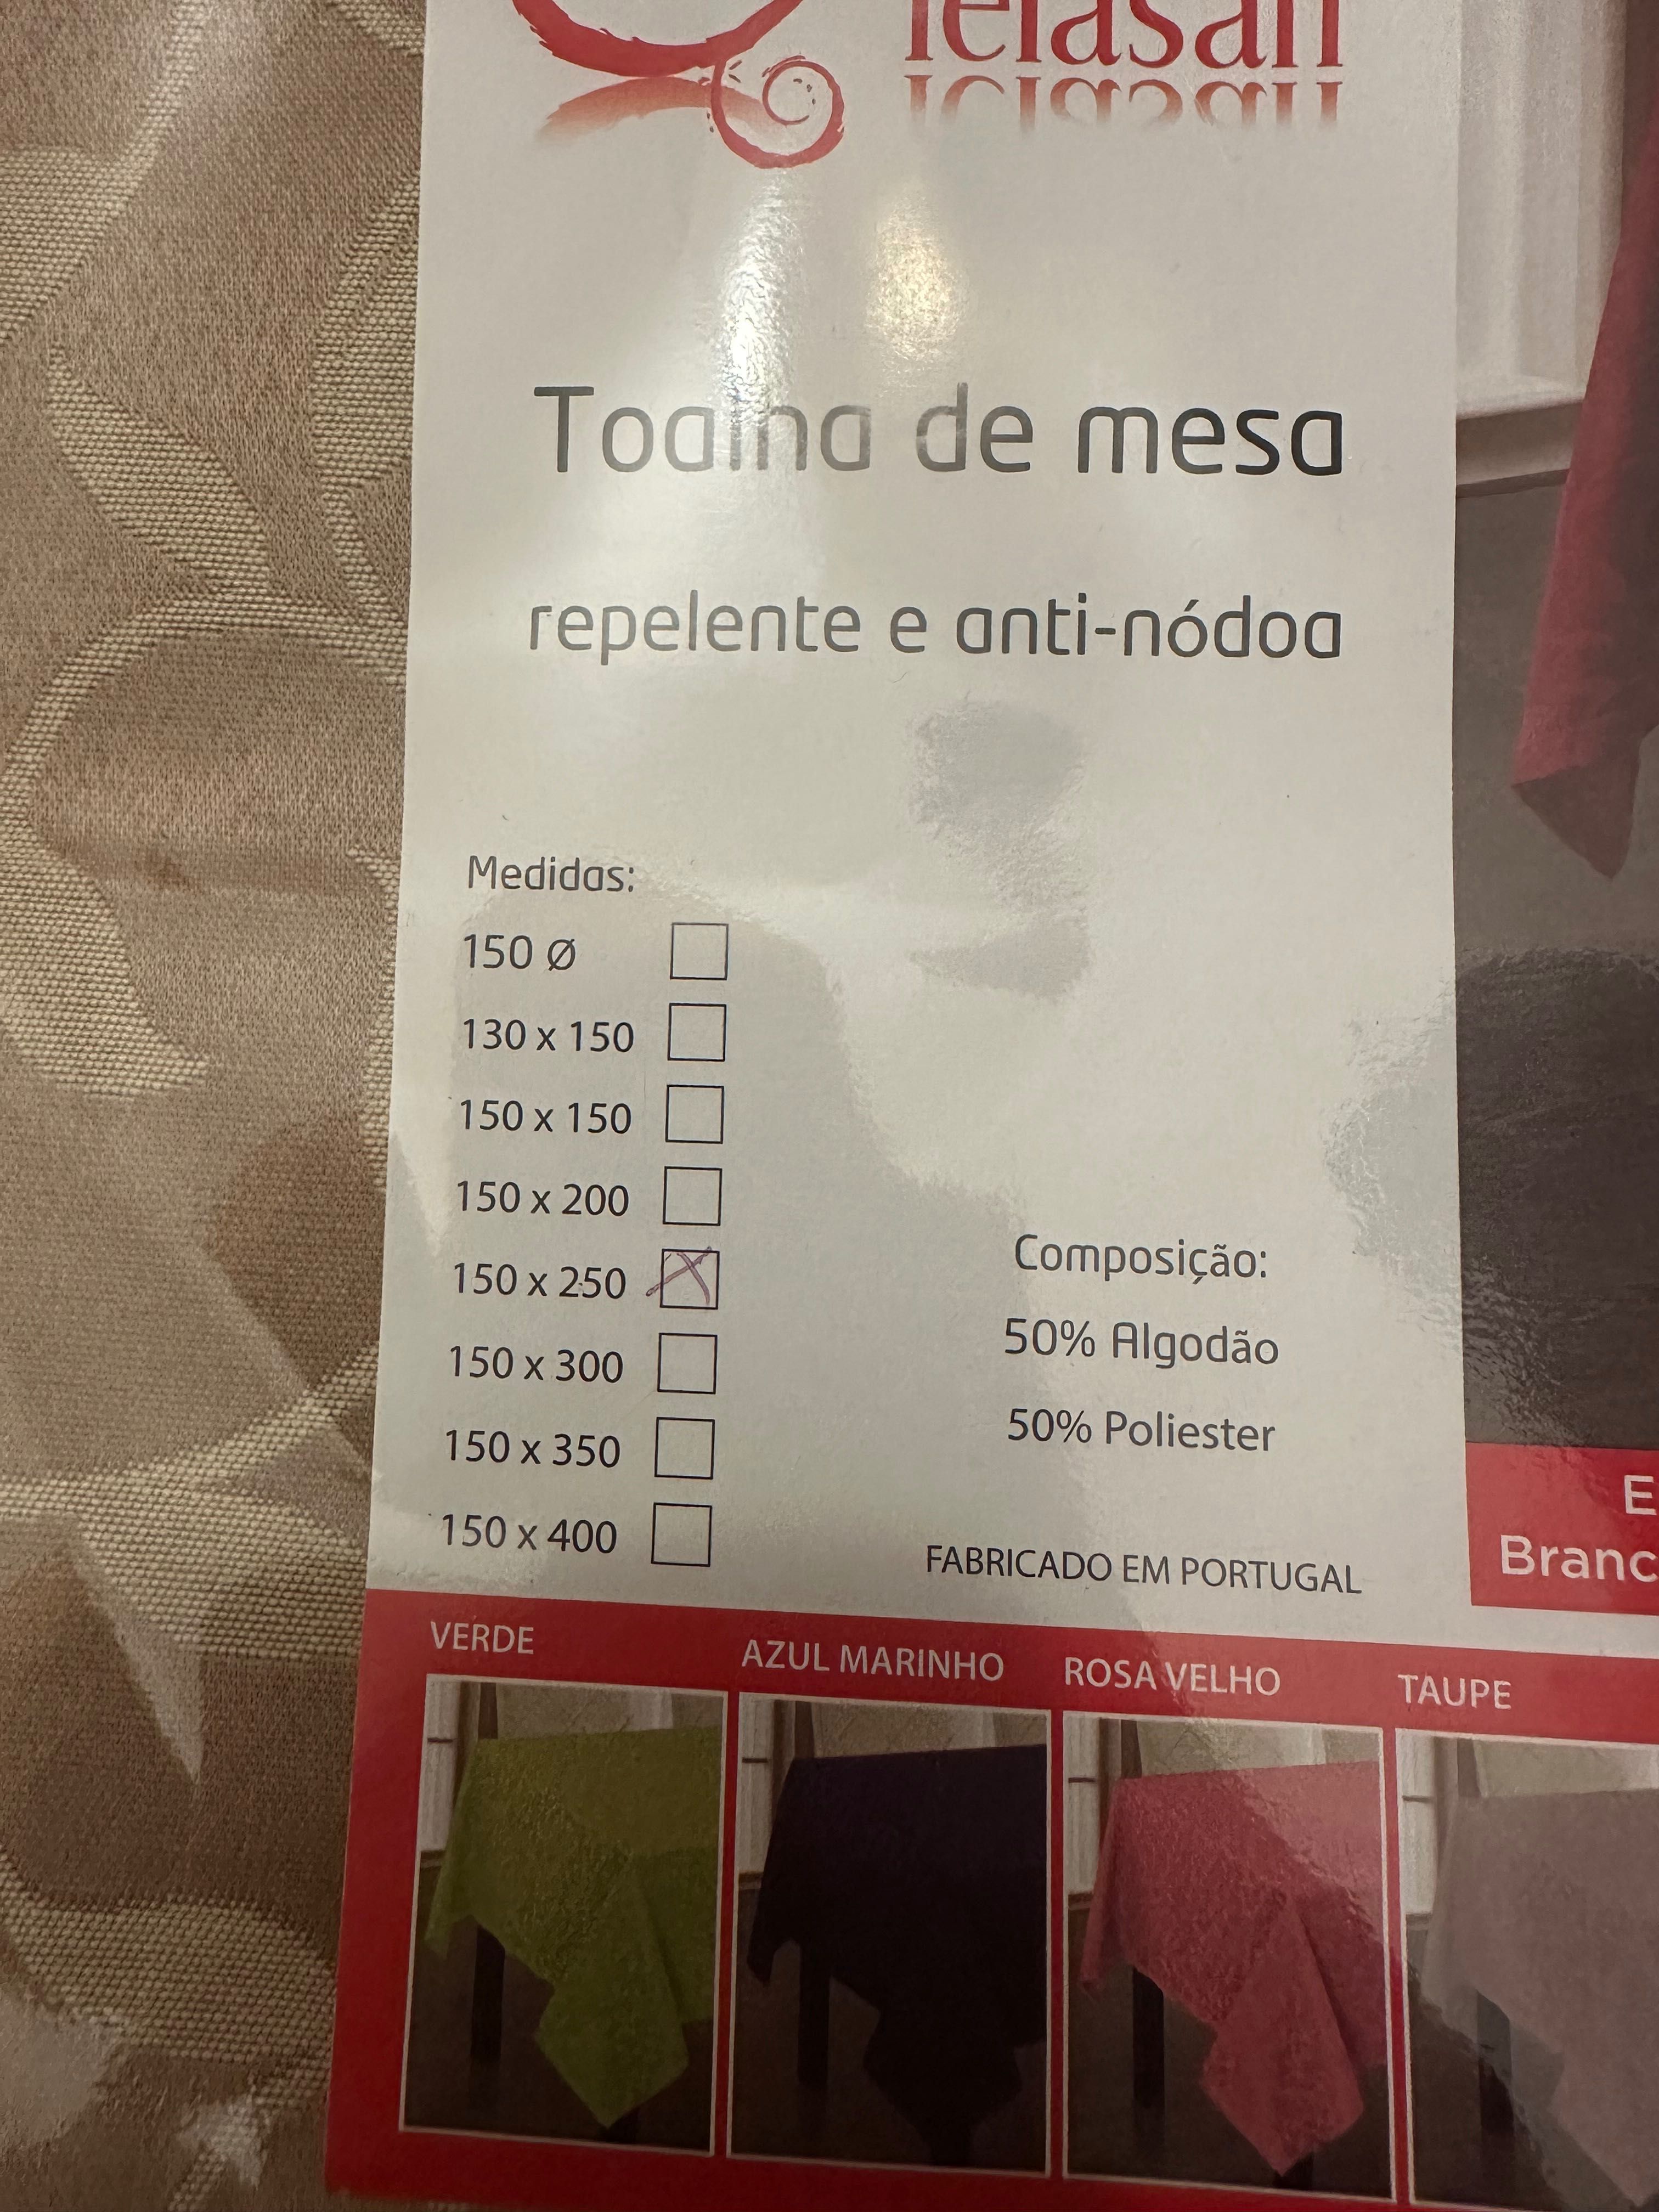 Toalha de mesa
repelente e anti-nódoa
Medidas:
150 Ø
130 x 150
150 x 150
150 x 200
150 x 250 X
150 x 300
150 x 350
150 x 400
Composição:
50% Algodão
50% Poliester
FABRICADO EM PORTUGAL
VERDE
AZUL MARINHO
ROSA VELHO
TAUPE